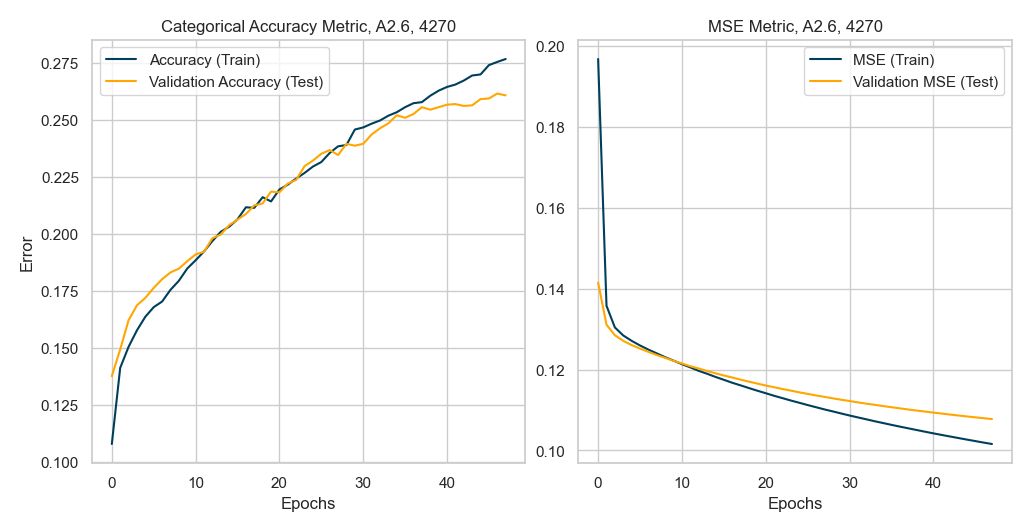 Categorical Accuracy Metric, A2.6, 4270
Accuracy (Train)
Validation Accuracy (Test)
0.275
0.250
0.225
0.200
0.175
0.150
0.125
0.100
Error
0
10
20
30
40
Epochs
MSE Metric, A2.6, 4270
MSE (Train)
Validation MSE (Test)
0.20
0.18
0.16
0.14
0.12
0.10
0
10
20
30
40
Epochs